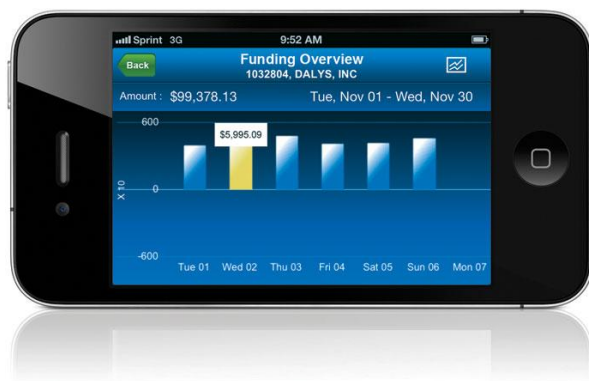 Sprint 3G 9:52 AM
Back
Funding Overview
1032804, DALYS, INC
Amount : $99,378.13 Tue, Nov 01 - Wed, Nov 30
600
$5,995.09
X 10
0
-600
Tue 01 Wed 02 Thu 03 Fri 04 Sat 05 Sun 06 Mon 07